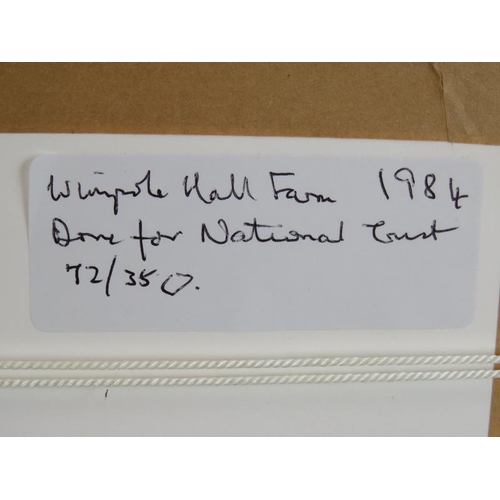 Wimpole Hall Farm 1984
Done for National Trust
72/350.